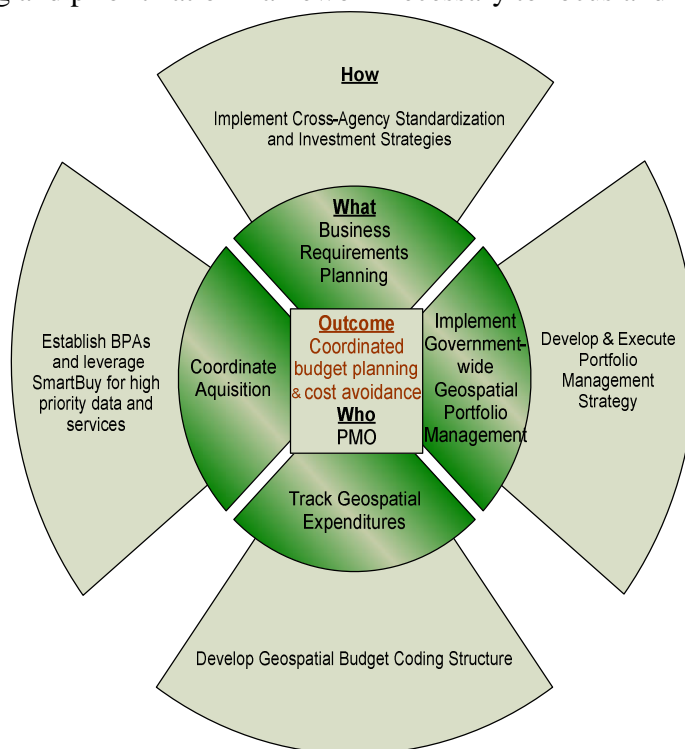 How
Implement Cross-Agency Standardization
and Investment Strategies
What
Business
Requirements
Planning
Establish BPAs
and leverage
SmartBuy for high
priority data and
services
Coordinate
Aquisition
Outcome
Coordinated
budget planning
& cost avoidance
Who
PMO
Implement
Government-
wide
Geospatial
Portfolio
Management
Develop & Execute
Portfolio
Management
Strategy
Track Geospatial
Expenditures
Develop Geospatial Budget Coding Structure